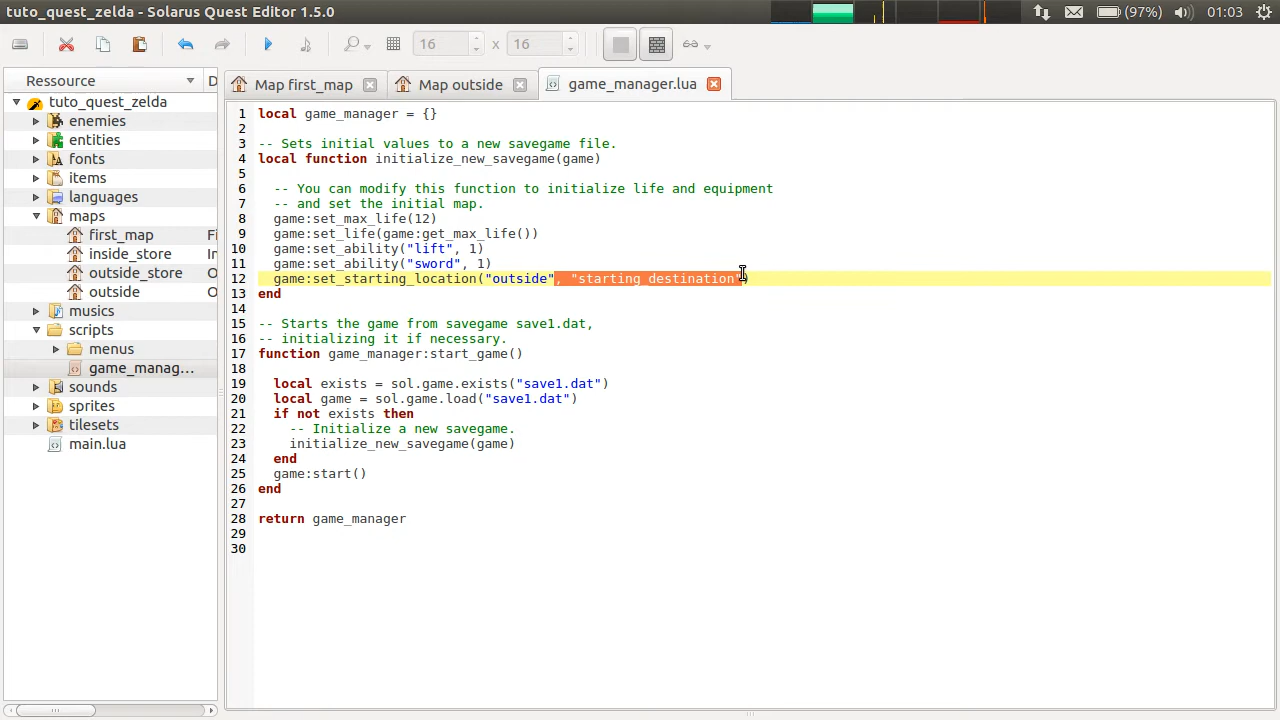 tuto_quest_zelda - Solarus Quest Editor 1.5.0
(97%)
01:03
16 x 16
Ressource
D
Map first_map
Map outside
game_manager.lua
tuto_quest_zelda
enemies
entities
fonts
items
languages
maps
first_map Fi
inside_store In
outside_store O
outside O
musics
scripts
menus
game_manag...
sounds
sprites
tilesets
main.lua
1 local game_manager = {}
2
3 -- Sets initial values to a new savegame file.
4 local function initialize_new_savegame(game)
5
6 -- You can modify this function to initialize life and equipment
7 -- and set the initial map.
8 game:set_max_life(12)
9 game:set_life(game:get_max_life())
10 game:set_ability("lift", 1)
11 game:set_ability("sword", 1)
12 game:set_starting_location("outside", "starting_destination")
13 end
14
15 -- Starts the game from savegame save1.dat,
16 -- initializing it if necessary.
17 function game_manager:start_game()
18
19 local exists = sol.game.exists("save1.dat")
20 local game = sol.game.load("save1.dat")
21 if not exists then
22 -- Initialize a new savegame.
23 initialize_new_savegame(game)
24 end
25 game:start()
26 end
27
28 return game_manager
29
30